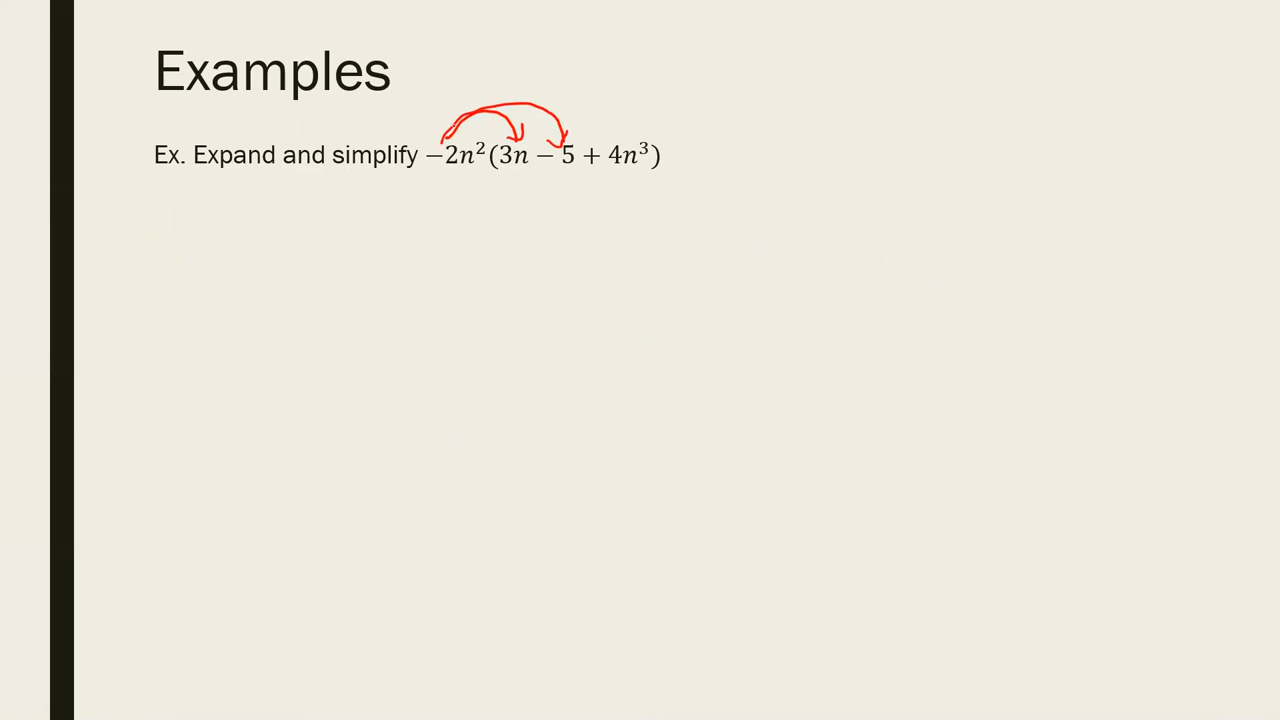 Examples
Ex. Expand and simplify −2n²(3n − 5 + 4n³)